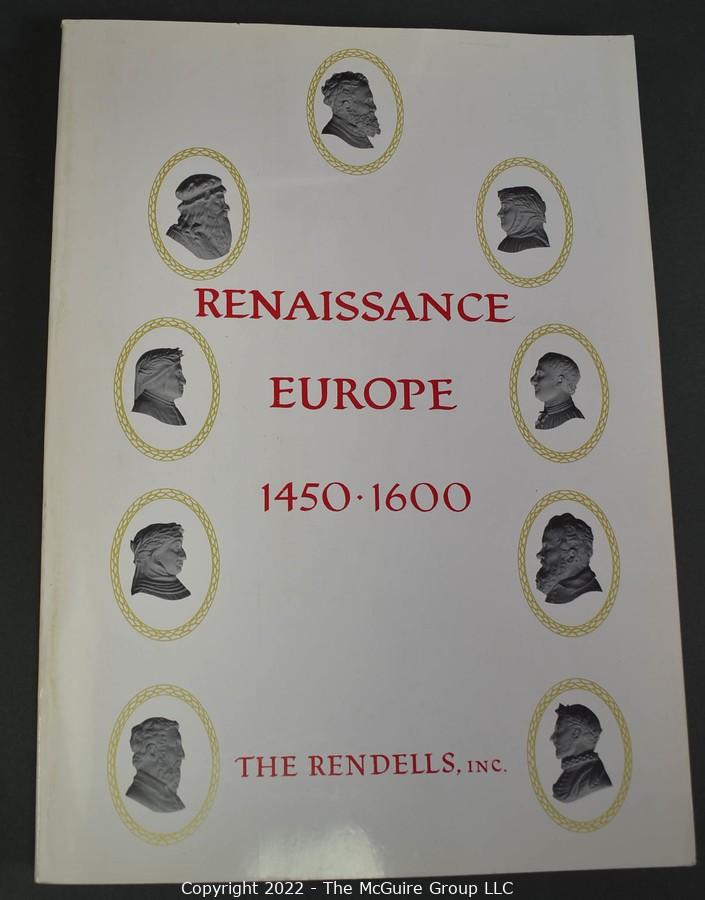 RENAISSANCE
EUROPE
1450·1600
THE RENDELLS, INC.
Copyright 2022 - The McGuire Group LLC